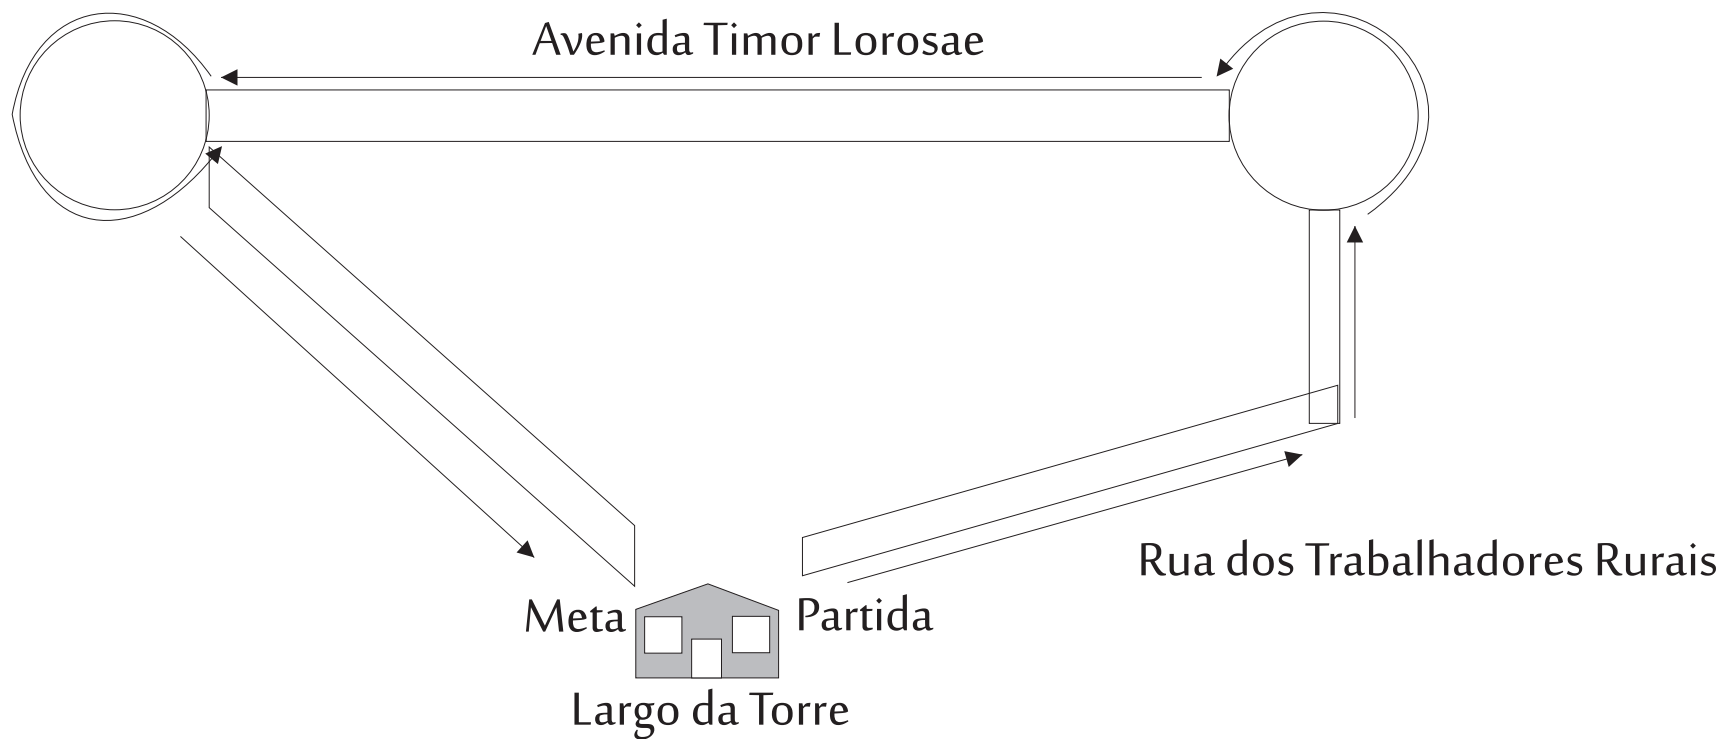 Avenida Timor Lorosae
Rua dos Trabalhadores Rurais
Meta
Partida
Largo da Torre